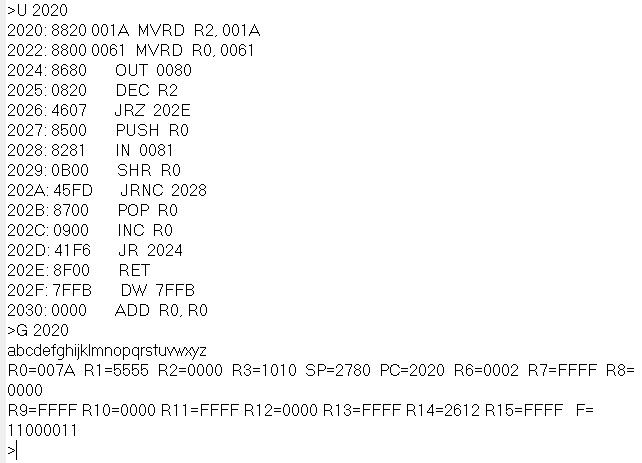 >U 2020
2020: 8820 001A MVRD R2, 001A
2022: 8800 0061 MVRD R0, 0061
2024: 8680 OUT 0080
2025: 0820 DEC R2
2026: 4607 JRZ 202E
2027: 8500 PUSH R0
2028: 8281 IN 0081
2029: 0B00 SHR R0
202A: 45FD JRNC 2028
202B: 8700 POP R0
202C: 0900 INC R0
202D: 41F6 JR 2024
202E: 8F00 RET
202F: 7FFB DW 7FFB
2030: 0000 ADD R0, R0
>G 2020
abcdefghijklmnopqrstuvwxyz
R0=007A R1=5555 R2=0000 R3=1010 SP=2780 PC=2020 R6=0002 R7=FFFF R8=
0000
R9=FFFF R10=0000 R11=FFFF R12=0000 R13=FFFF R14=2612 R15=FFFF F=
11000011
>